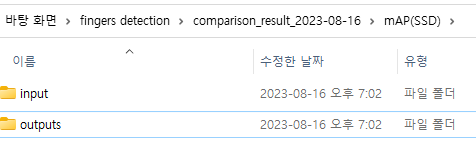 바탕 화면 > fingers detection > comparison_result_2023-08-16 > mAP(SSD) >
이름 수정한 날짜 유형
input 2023-08-16 오후 7:02 파일 폴더
outputs 2023-08-16 오후 7:02 파일 폴더